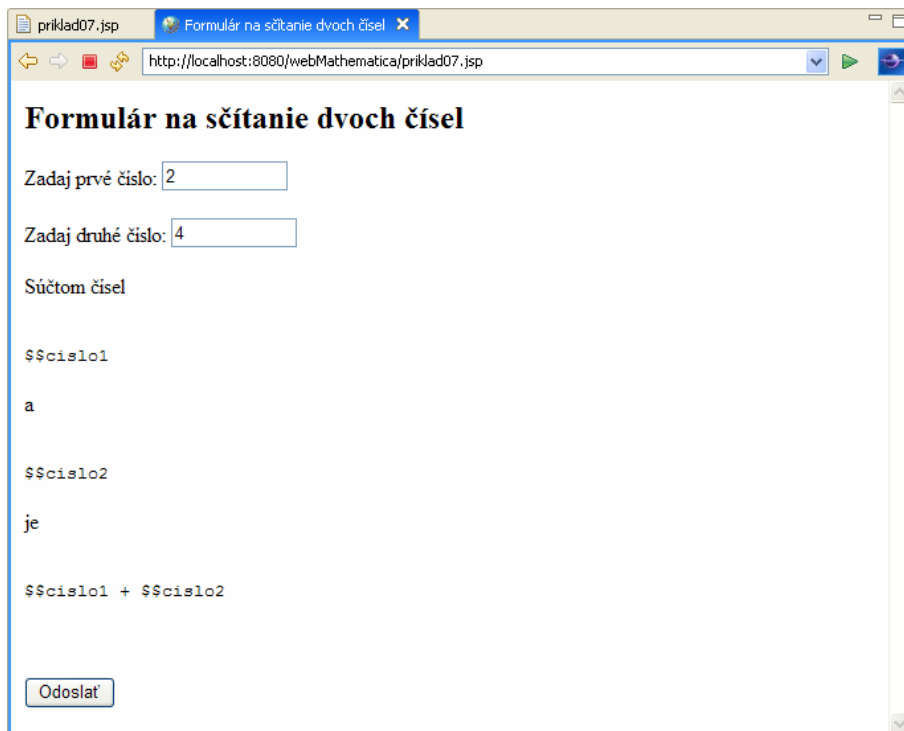 priklad07.jsp
Formulár na sčítanie dvoch čísel
http://localhost:8080/webMathematica/priklad07.jsp
Formulár na sčítanie dvoch čísel
Zadaj prvé číslo: 2
Zadaj druhé číslo: 4
Súčtom čísel
$$cislo1
a
$$cislo2
je
$$cislo1 + $$cislo2
Odoslať